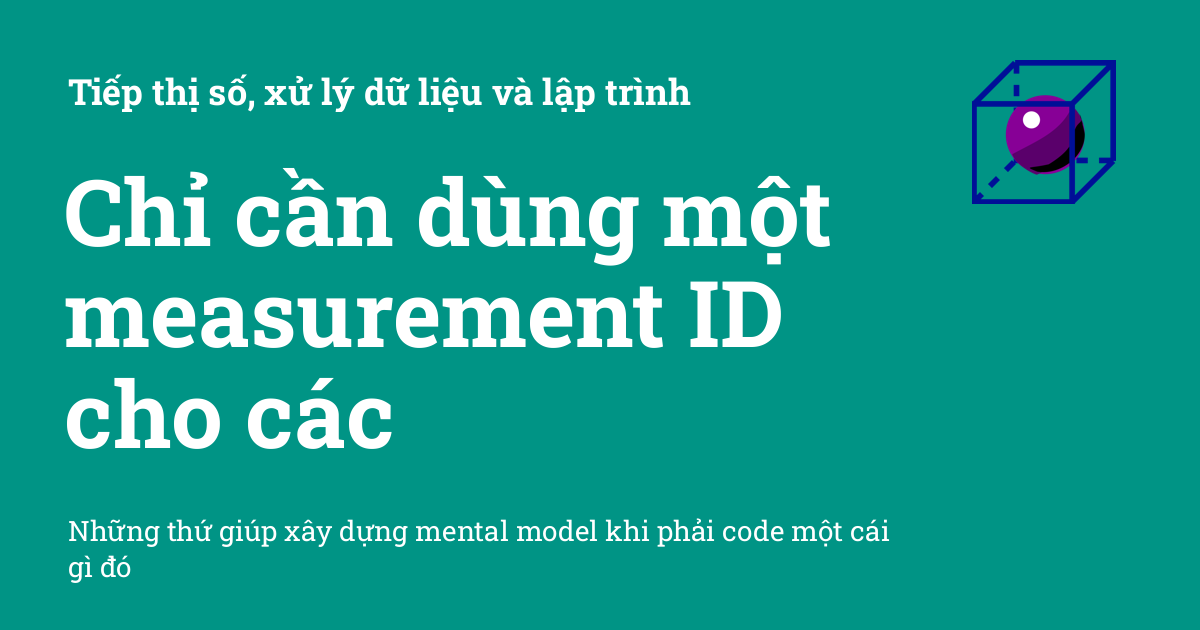 Tiếp thị số, xử lý dữ liệu và lập trình
Chỉ cần dùng một
measurement ID
cho các
Những thứ giúp xây dựng mental model khi phải code một cái
gì đó